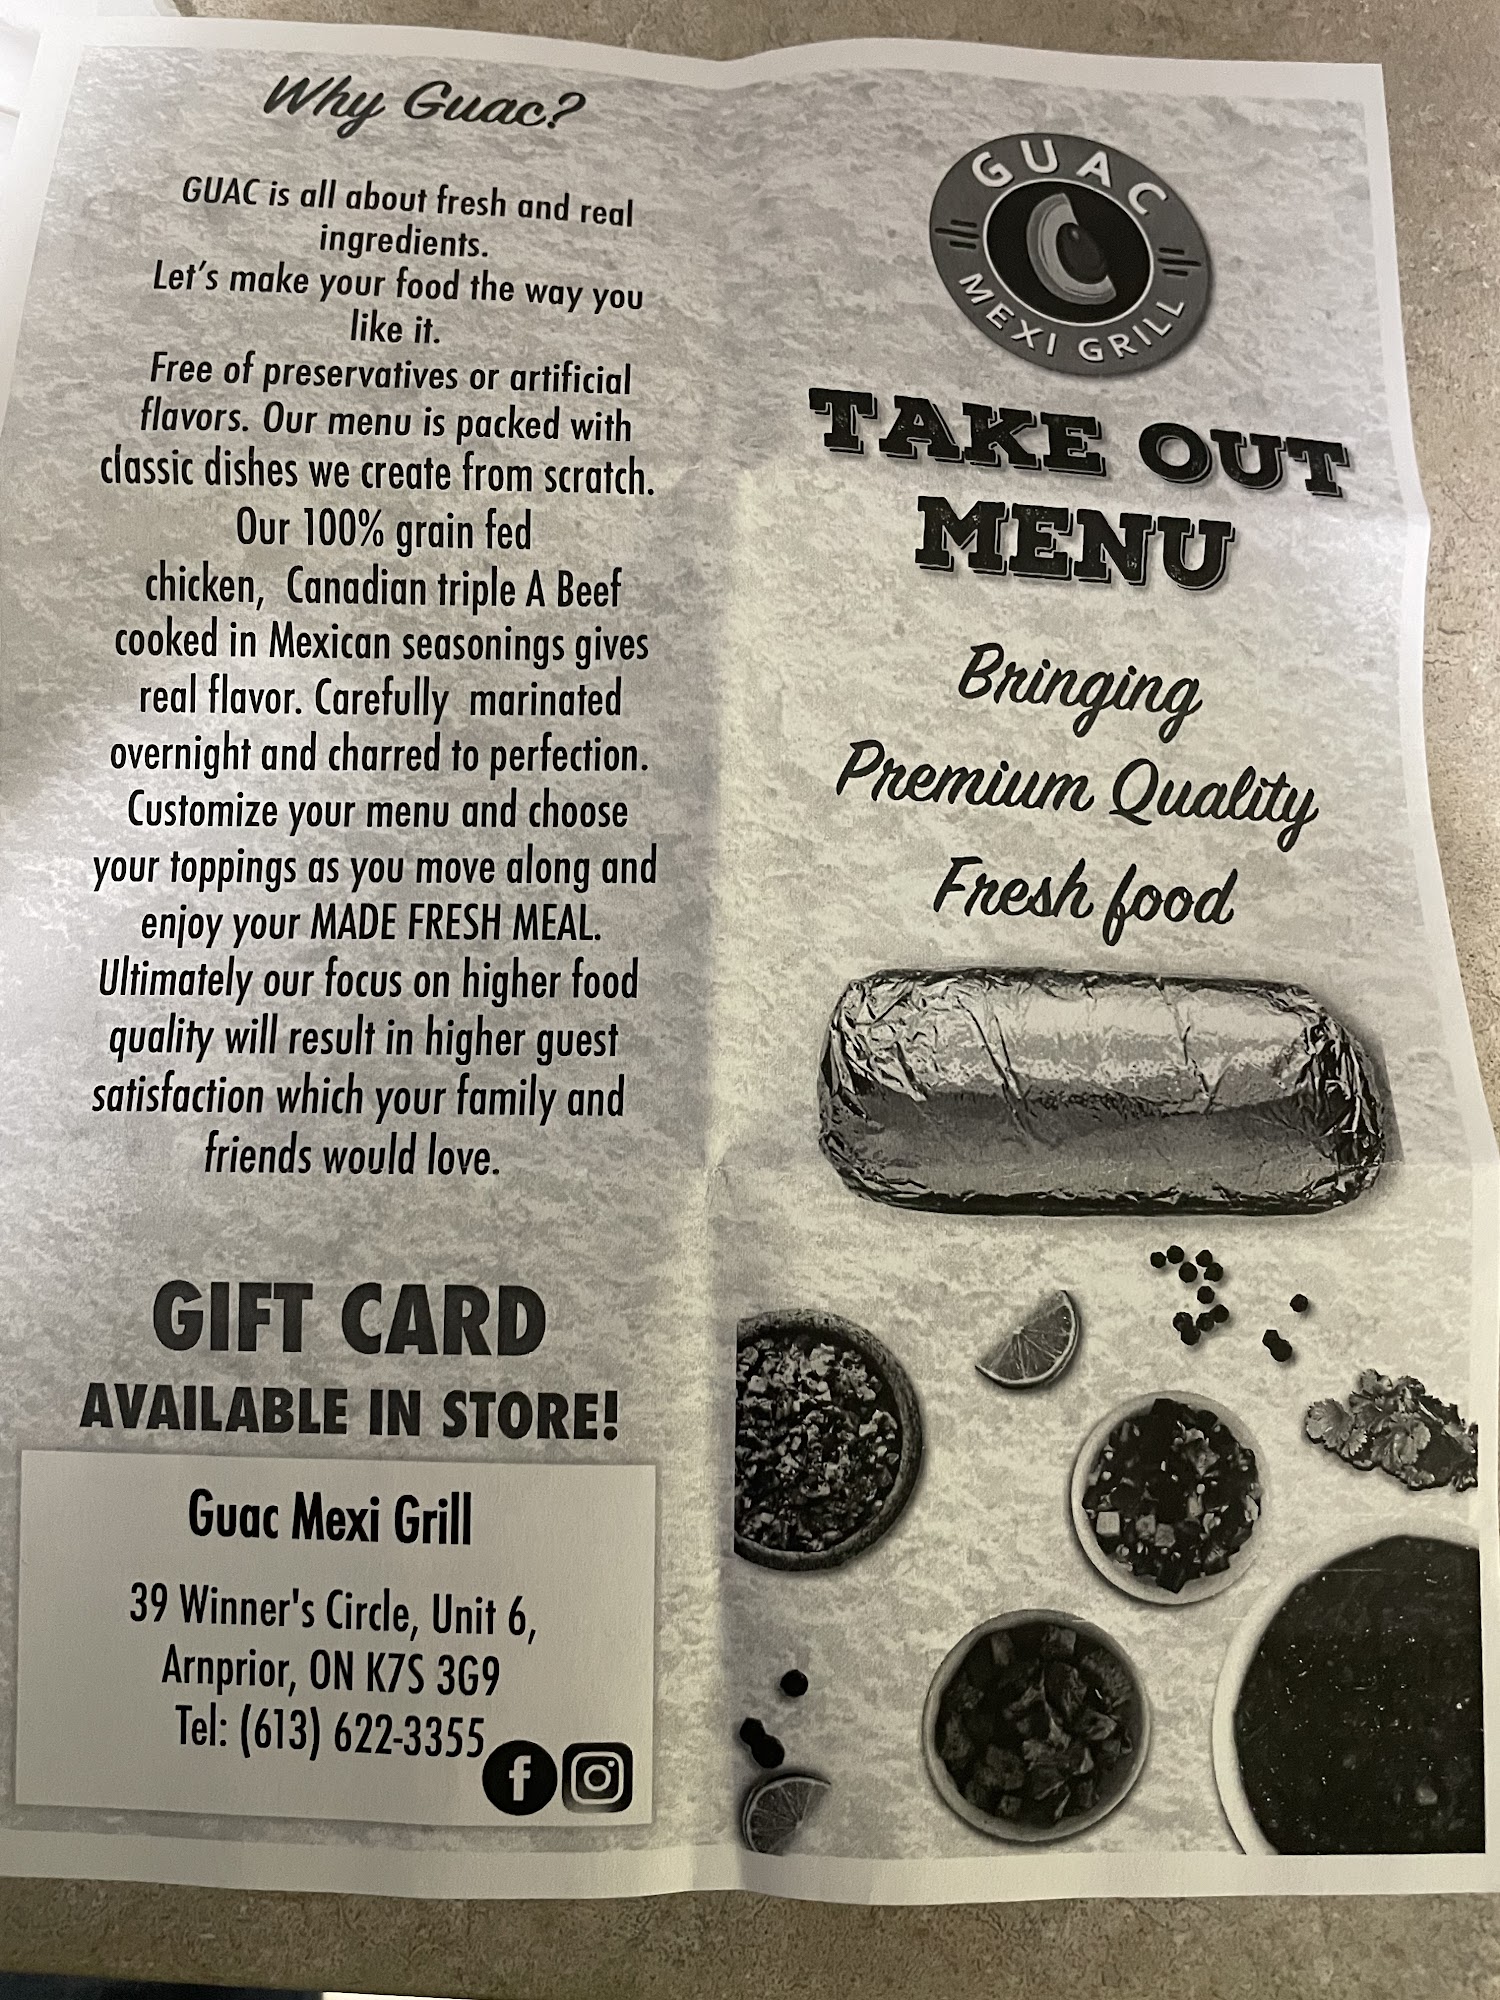 Why Guac?
GUAC is all about fresh and real
ingredients.
Let's make your food the way you
like it.
Free of preservatives or artificial
flavors. Our menu is packed with
classic dishes we create from scratch.
Our 100% grain fed
chicken, Canadian triple A Beef
cooked in Mexican seasonings gives
real flavor. Carefully marinated
overnight and charred to perfection.
Customize your menu and choose
your toppings as you move along and
enjoy your MADE FRESH MEAL.
Ultimately our focus on higher food
quality will result in higher guest
satisfaction which your family and
friends would love.
GIFT CARD
AVAILABLE IN STORE!
Guac Mexi Grill
39 Winner's Circle, Unit 6,
Arnprior, ON K7S 3G9
Tel: (613) 622-3355
f
GUAC
MEXI GRILL
TAKE OUT
MENU
Bringing
Premium Quality
Fresh food